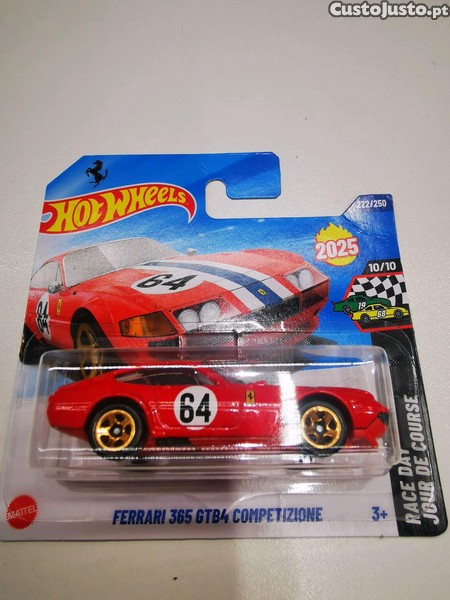 CustoJusto.pt
HOT WHEELS
222/250
2025
10/10
19
68
64
64
RACE DAY
JOUR DE COURSE
MATTEL
FERRARI 365 GTB4 COMPETIZIONE
3+